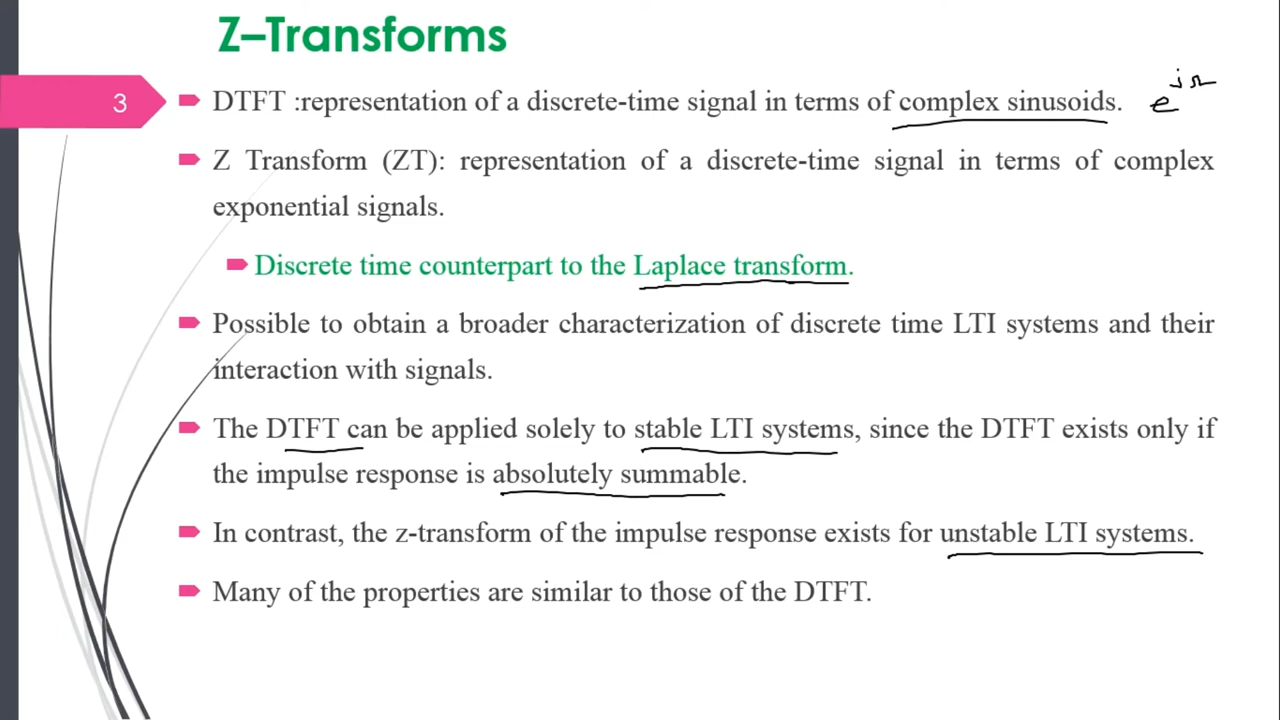 Z–Transforms
3
DTFT :representation of a discrete-time signal in terms of complex sinusoids. e^jΩ
Z Transform (ZT): representation of a discrete-time signal in terms of complex
exponential signals.
Discrete time counterpart to the Laplace transform.
Possible to obtain a broader characterization of discrete time LTI systems and their
interaction with signals.
The DTFT can be applied solely to stable LTI systems, since the DTFT exists only if
the impulse response is absolutely summable.
In contrast, the z-transform of the impulse response exists for unstable LTI systems.
Many of the properties are similar to those of the DTFT.